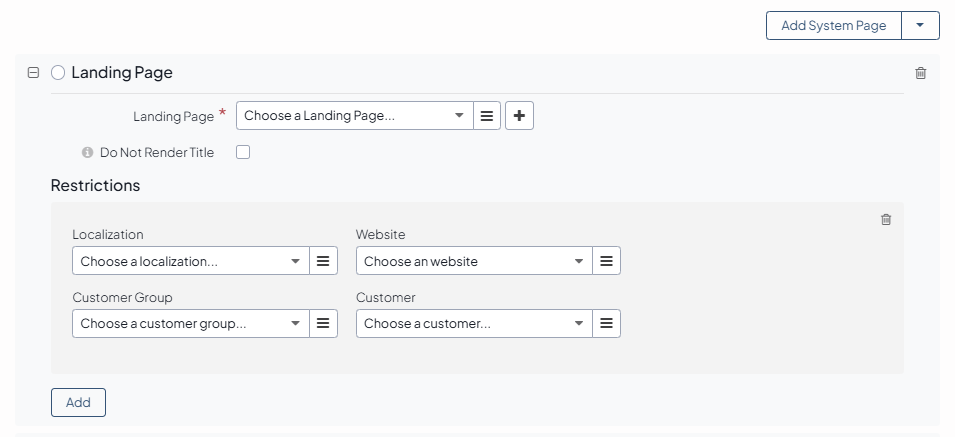 Add System Page
Landing Page
Landing Page *
Choose a Landing Page...
Do Not Render Title
Restrictions
Localization
Website
Choose a localization...
Choose an website
Customer Group
Customer
Choose a customer group...
Choose a customer...
Add